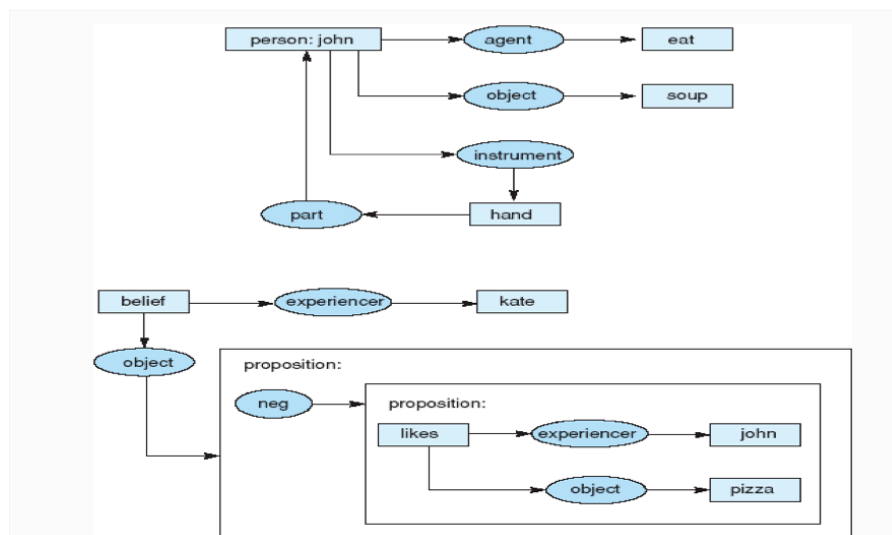 person: john agent eat
object soup
instrument
part hand
belief experiencer kate
object
proposition:
neg
proposition:
likes experiencer john
object pizza